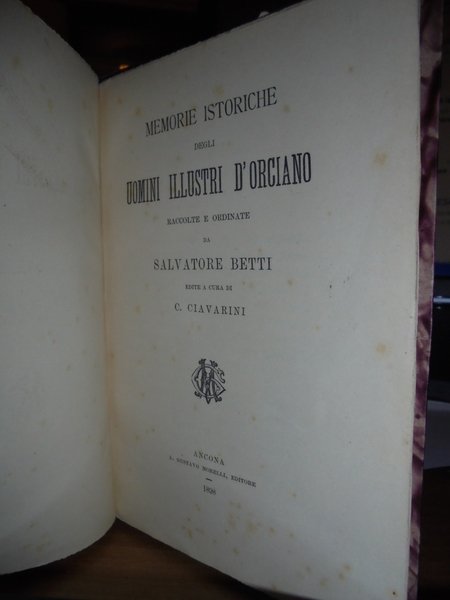 MEMORIE ISTORICHE
DEGLI
UOMINI ILLUSTRI D'ORCIANO
RACCOLTE E ORDINATE
DA
SALVATORE BETTI
EDITE A CURA DI
C. CIAVARINI
ANCONA
A. GUSTAVO MORELLI, EDITORE
1898